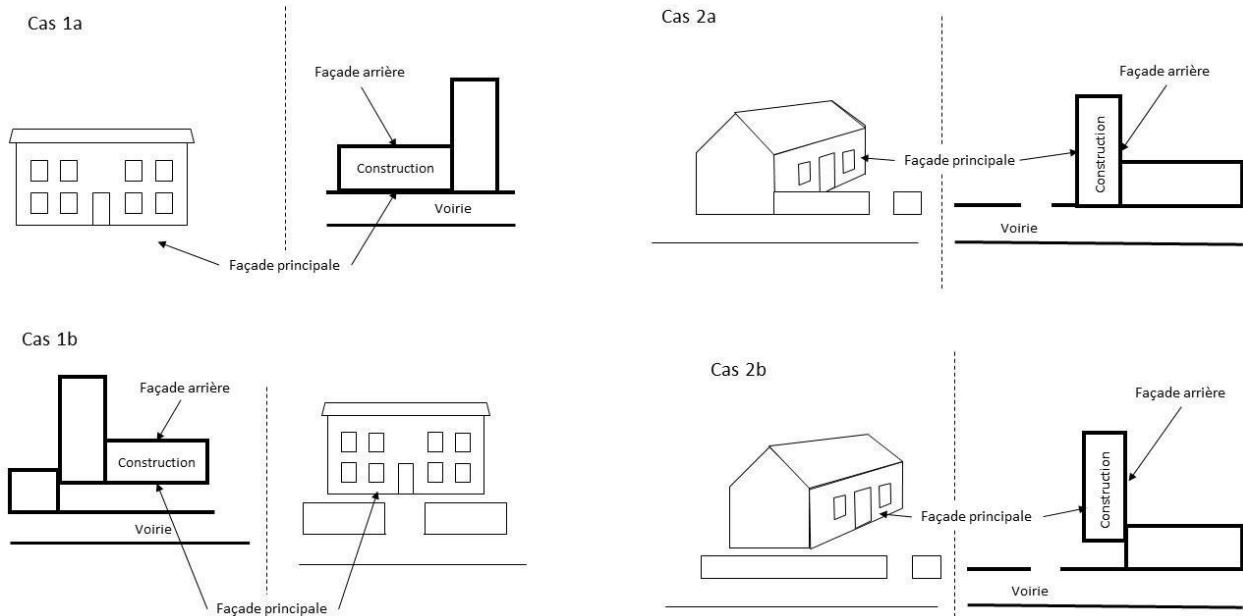 Cas 1a
Façade arrière
Construction
Voirie
Façade principale
Cas 2a
Façade arrière
Façade principale
Construction
Voirie
Cas 1b
Façade arrière
Construction
Voirie
Façade principale
Cas 2b
Façade arrière
Construction
Façade principale
Voirie